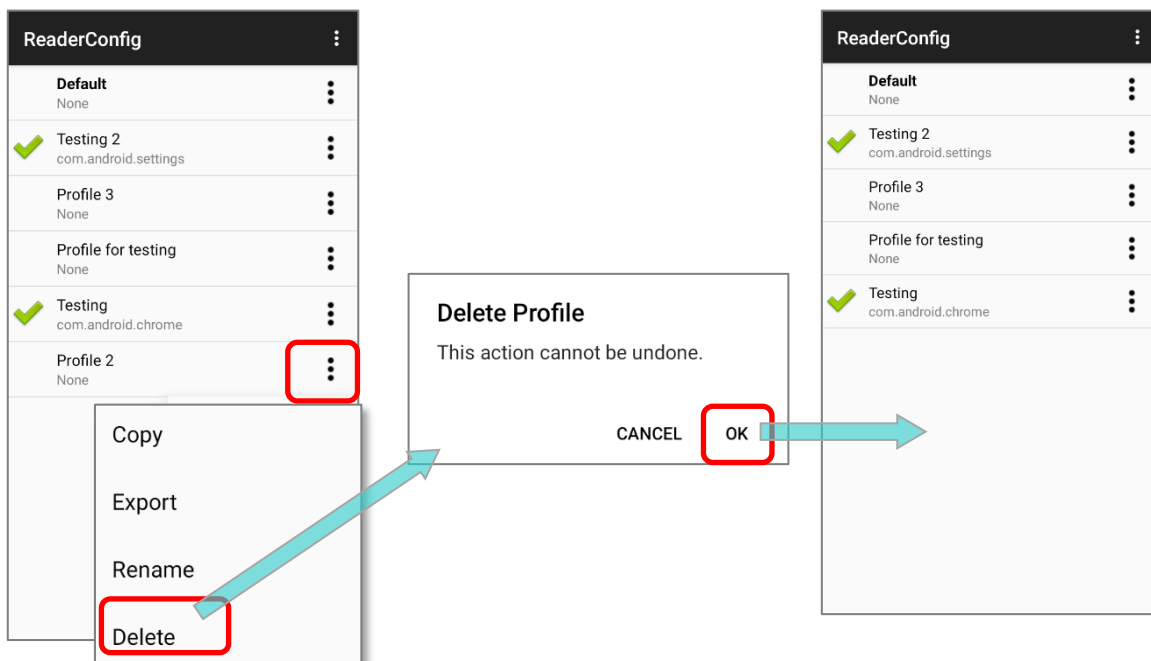 ReaderConfig
Default
None
Testing 2
com.android.settings
Profile 3
None
Profile for testing
None
Testing
com.android.chrome
Profile 2
None
Copy
Export
Rename
Delete
Delete Profile
This action cannot be undone.
CANCEL OK
ReaderConfig
Default
None
Testing 2
com.android.settings
Profile 3
None
Profile for testing
None
Testing
com.android.chrome